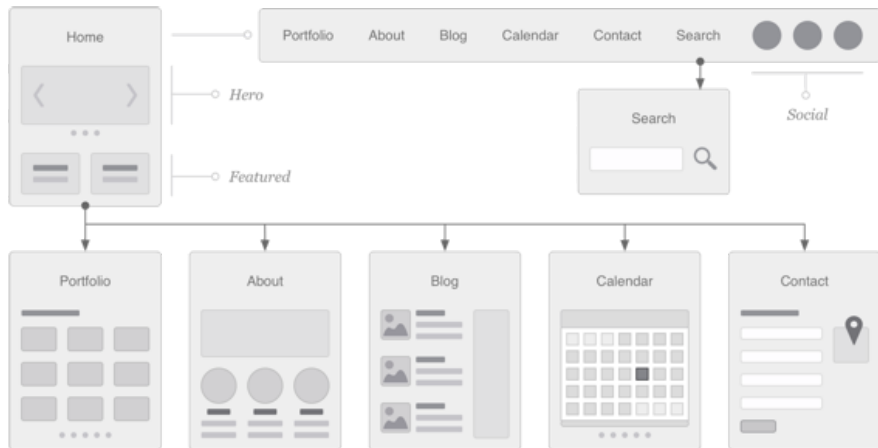 Home
Portfolio About Blog Calendar Contact Search
Hero
Social
Search
Featured
Portfolio About Blog Calendar Contact